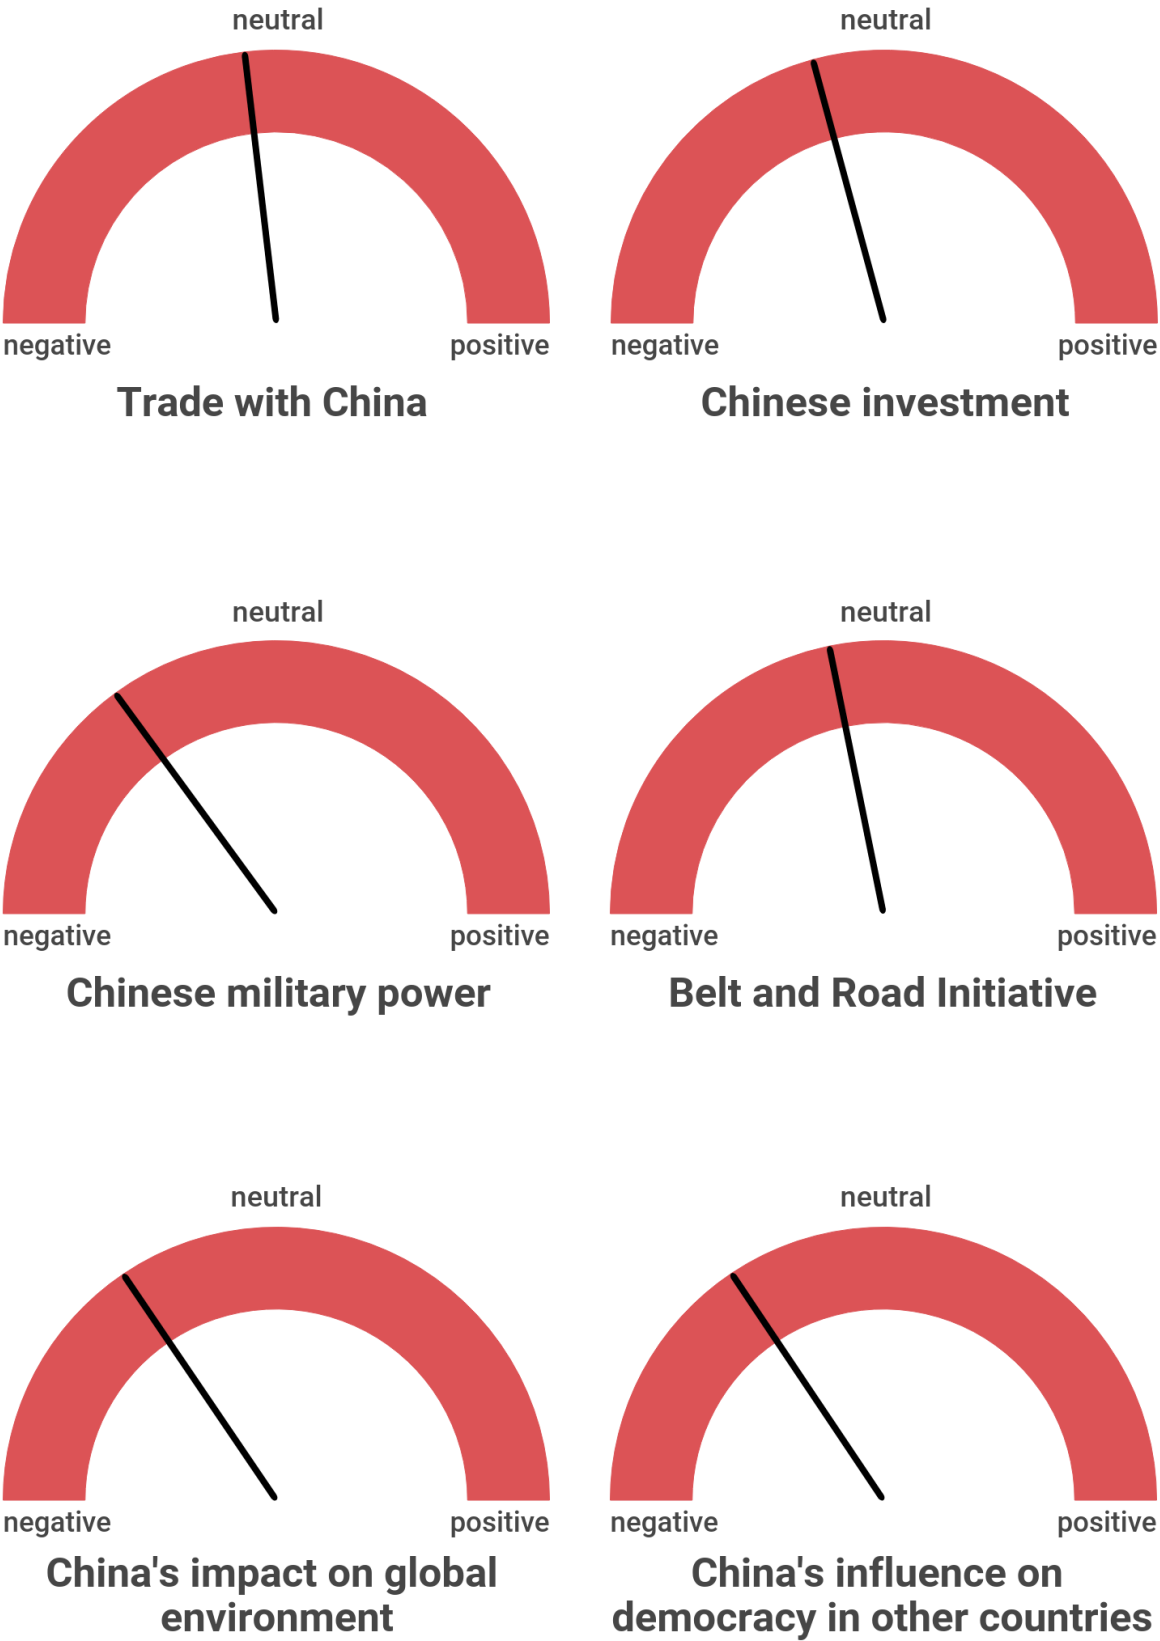 neutral
neutral
negative
positive
negative
positive
Trade with China
Chinese investment
neutral
neutral
negative
positive
negative
positive
Chinese military power
Belt and Road Initiative
neutral
neutral
negative
positive
negative
positive
China's impact on global
environment
China's influence on
democracy in other countries